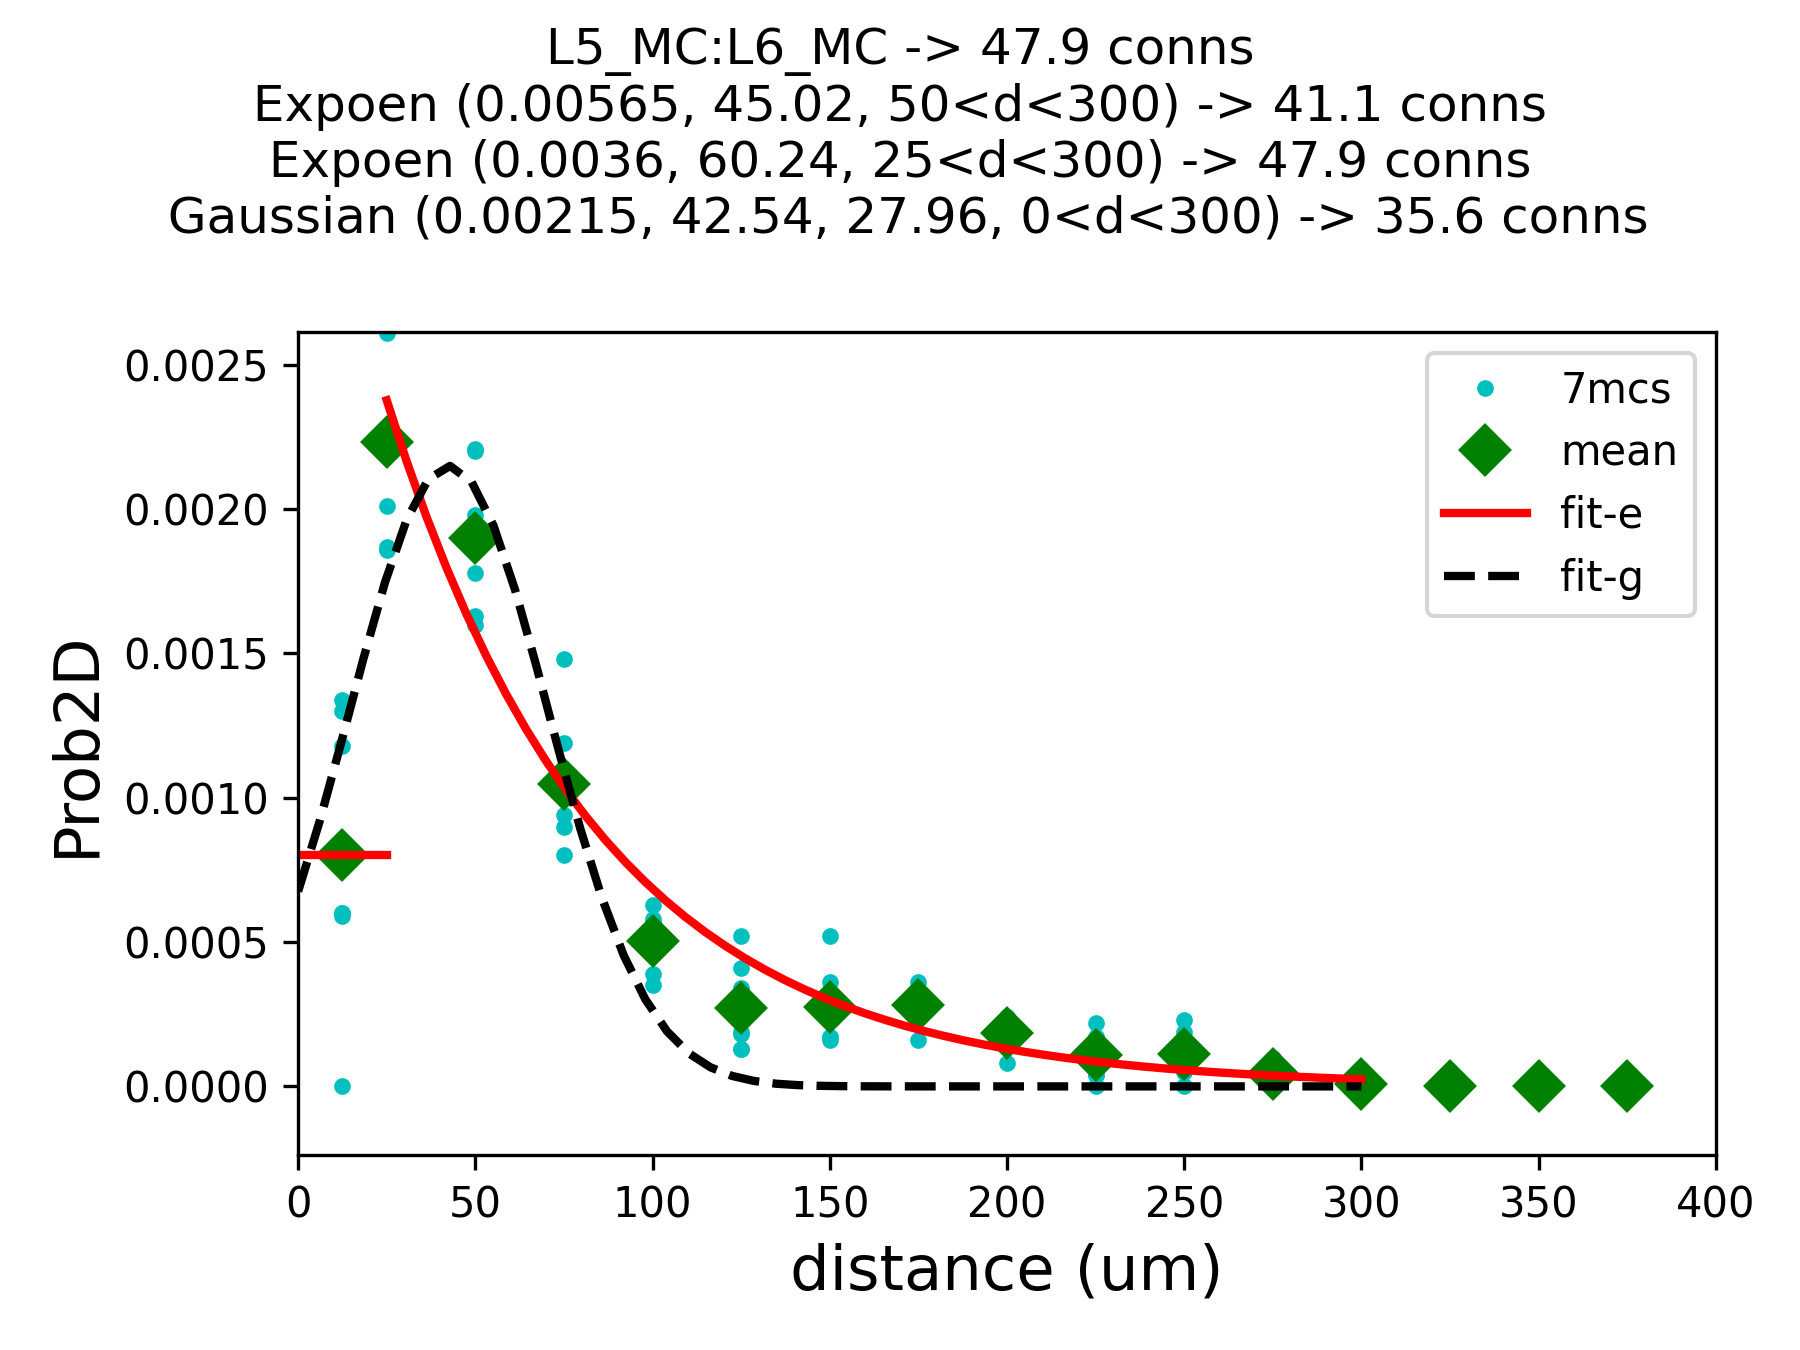 L5_MC:L6_MC -> 47.9 conns
Expoen (0.00565, 45.02, 50<d<300) -> 41.1 conns
Expoen (0.0036, 60.24, 25<d<300) -> 47.9 conns
Gaussian (0.00215, 42.54, 27.96, 0<d<300) -> 35.6 conns
7mcs
mean
fit-e
fit-g
Prob2D
0.0025
0.0020
0.0015
0.0010
0.0005
0.0000
0 50 100 150 200 250 300 350 400
distance (um)